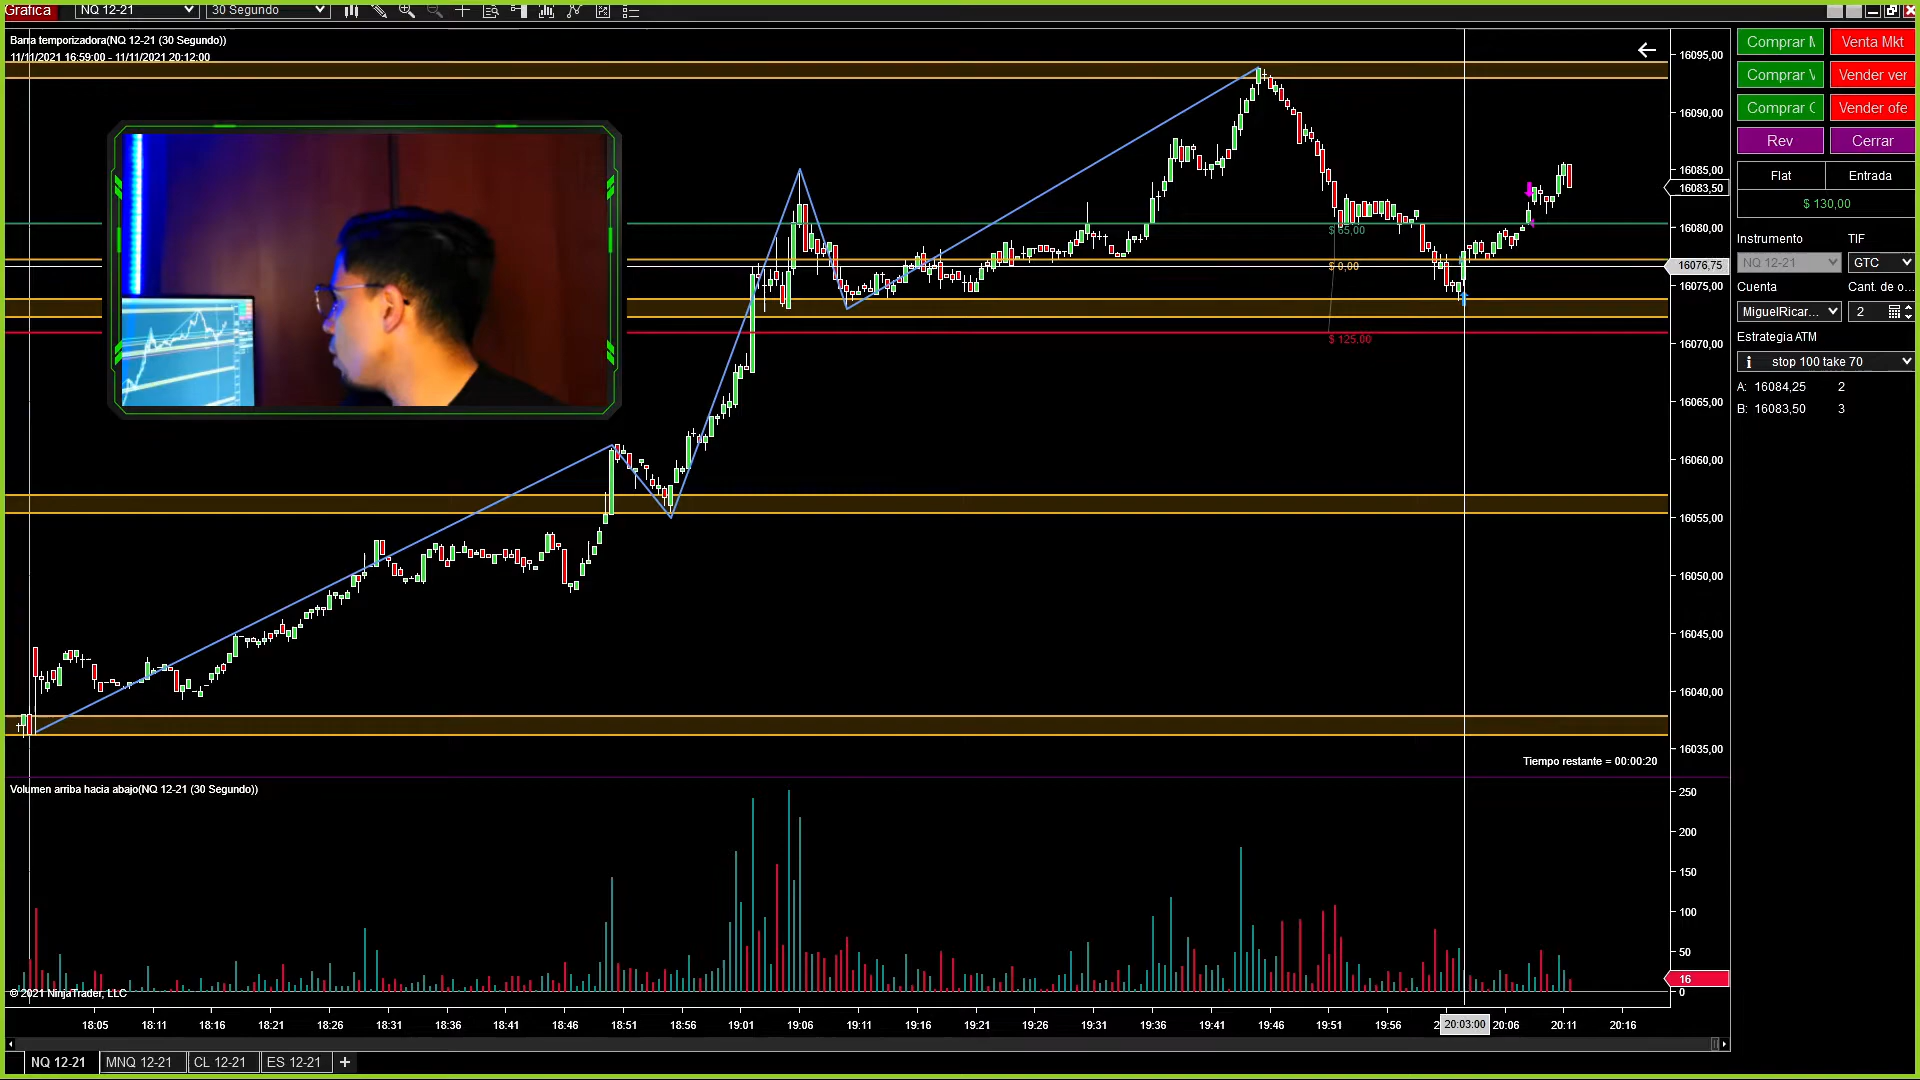 Grafica NQ 12-21 30 Segundo
Barra temporizadora(NQ 12-21 (30 Segundo))
11/11/2021 16:59:00 - 11/11/2021 20:12:00
16095,00
16090,00
16085,00
16083,50
16080,00
16076,75
16075,00
16070,00
16065,00
16060,00
16055,00
16050,00
16045,00
16040,00
16035,00
$ 65,00
$ 0,00
$ 125,00
Tiempo restante = 00:00:20
Volumen arriba hacia abajo(NQ 12-21 (30 Segundo))
250
200
150
100
50
16
0
© 2021 NinjaTrader, LLC
18:05 18:11 18:16 18:21 18:26 18:31 18:36 18:41 18:46 18:51 18:56 19:01 19:06 19:11 19:16 19:21 19:26 19:31 19:36 19:41 19:46 19:51 19:56 2 20:03:00 20:06 20:11 20:16
NQ 12-21 MNQ 12-21 CL 12-21 ES 12-21 +
Comprar M Venta Mkt
Comprar V Vender ver
Comprar C Vender ofe
Rev Cerrar
Flat Entrada
$ 130,00
Instrumento TIF
NQ 12-21 GTC
Cuenta Cant. de o...
MiguelRicar... 2
Estrategia ATM
stop 100 take 70
A: 16084,25 2
B: 16083,50 3